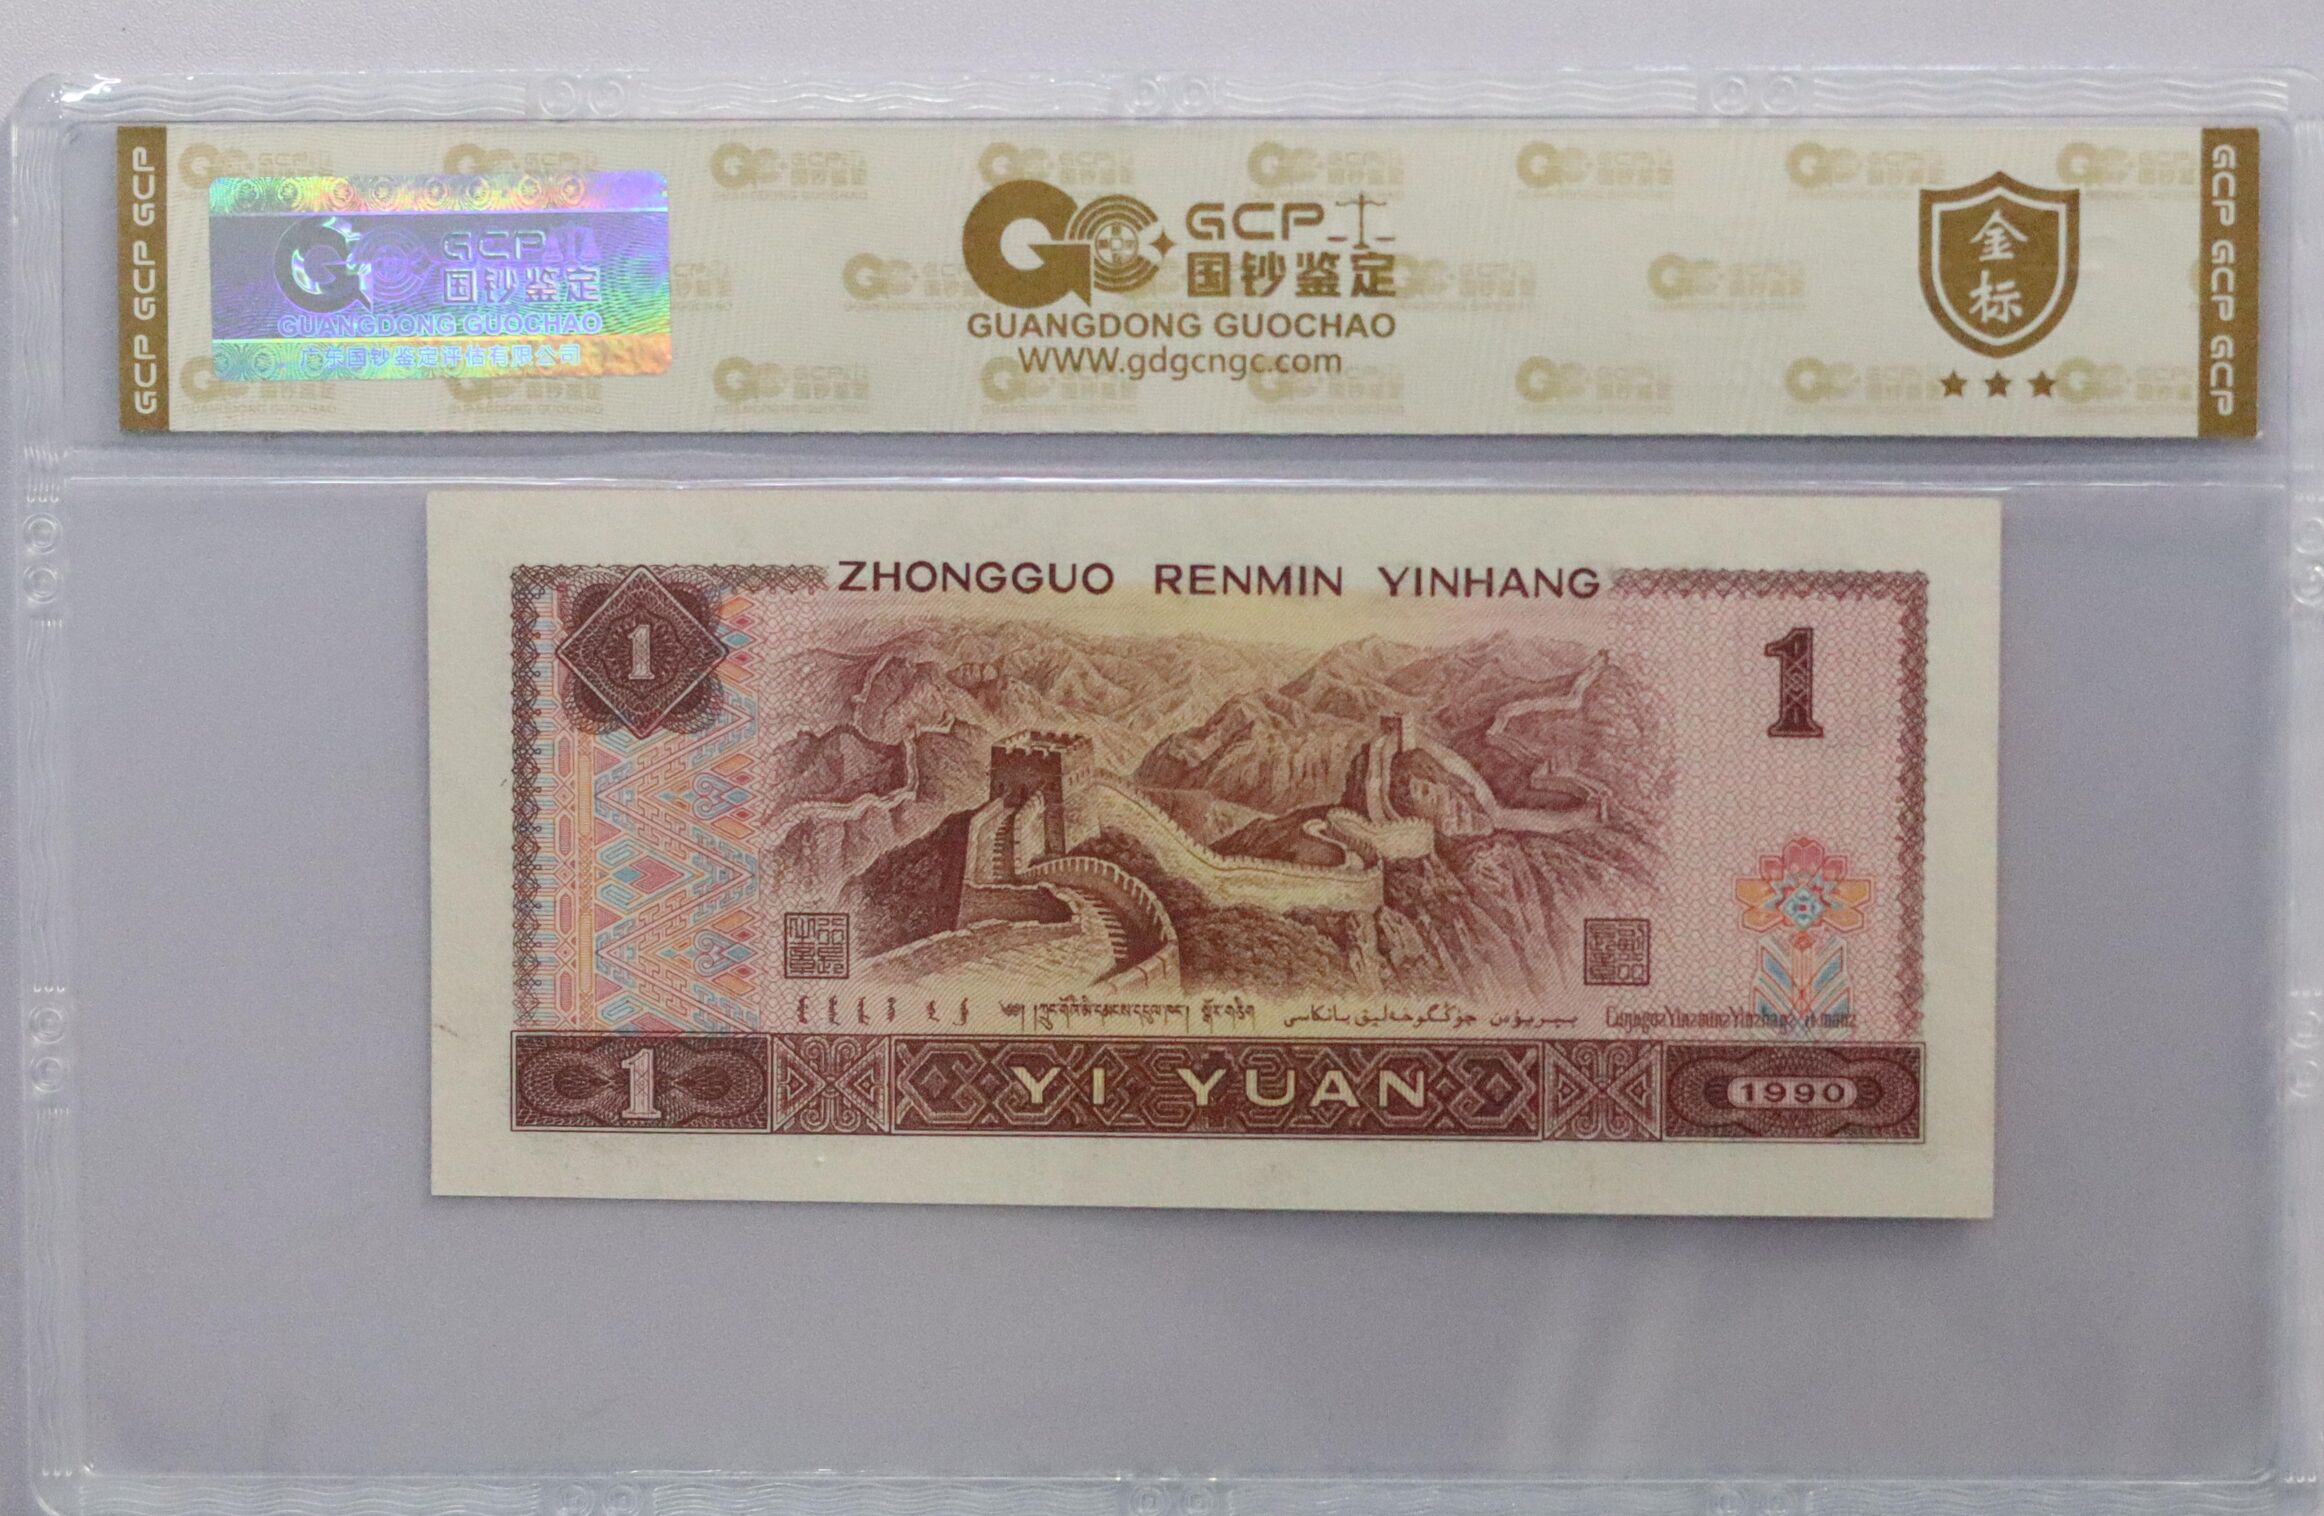 GCP GCP GCP
GCP
国钞鉴定
GUANGDONG GUOCHAO
广东国钞鉴定评估有限公司
GCP
国钞鉴定
GUANGDONG GUOCHAO
WWW.gdgcngc.com
金标
GCP GCP GCP
ZHONGGUO RENMIN YINHANG
1
1
1
YI YUAN
1990